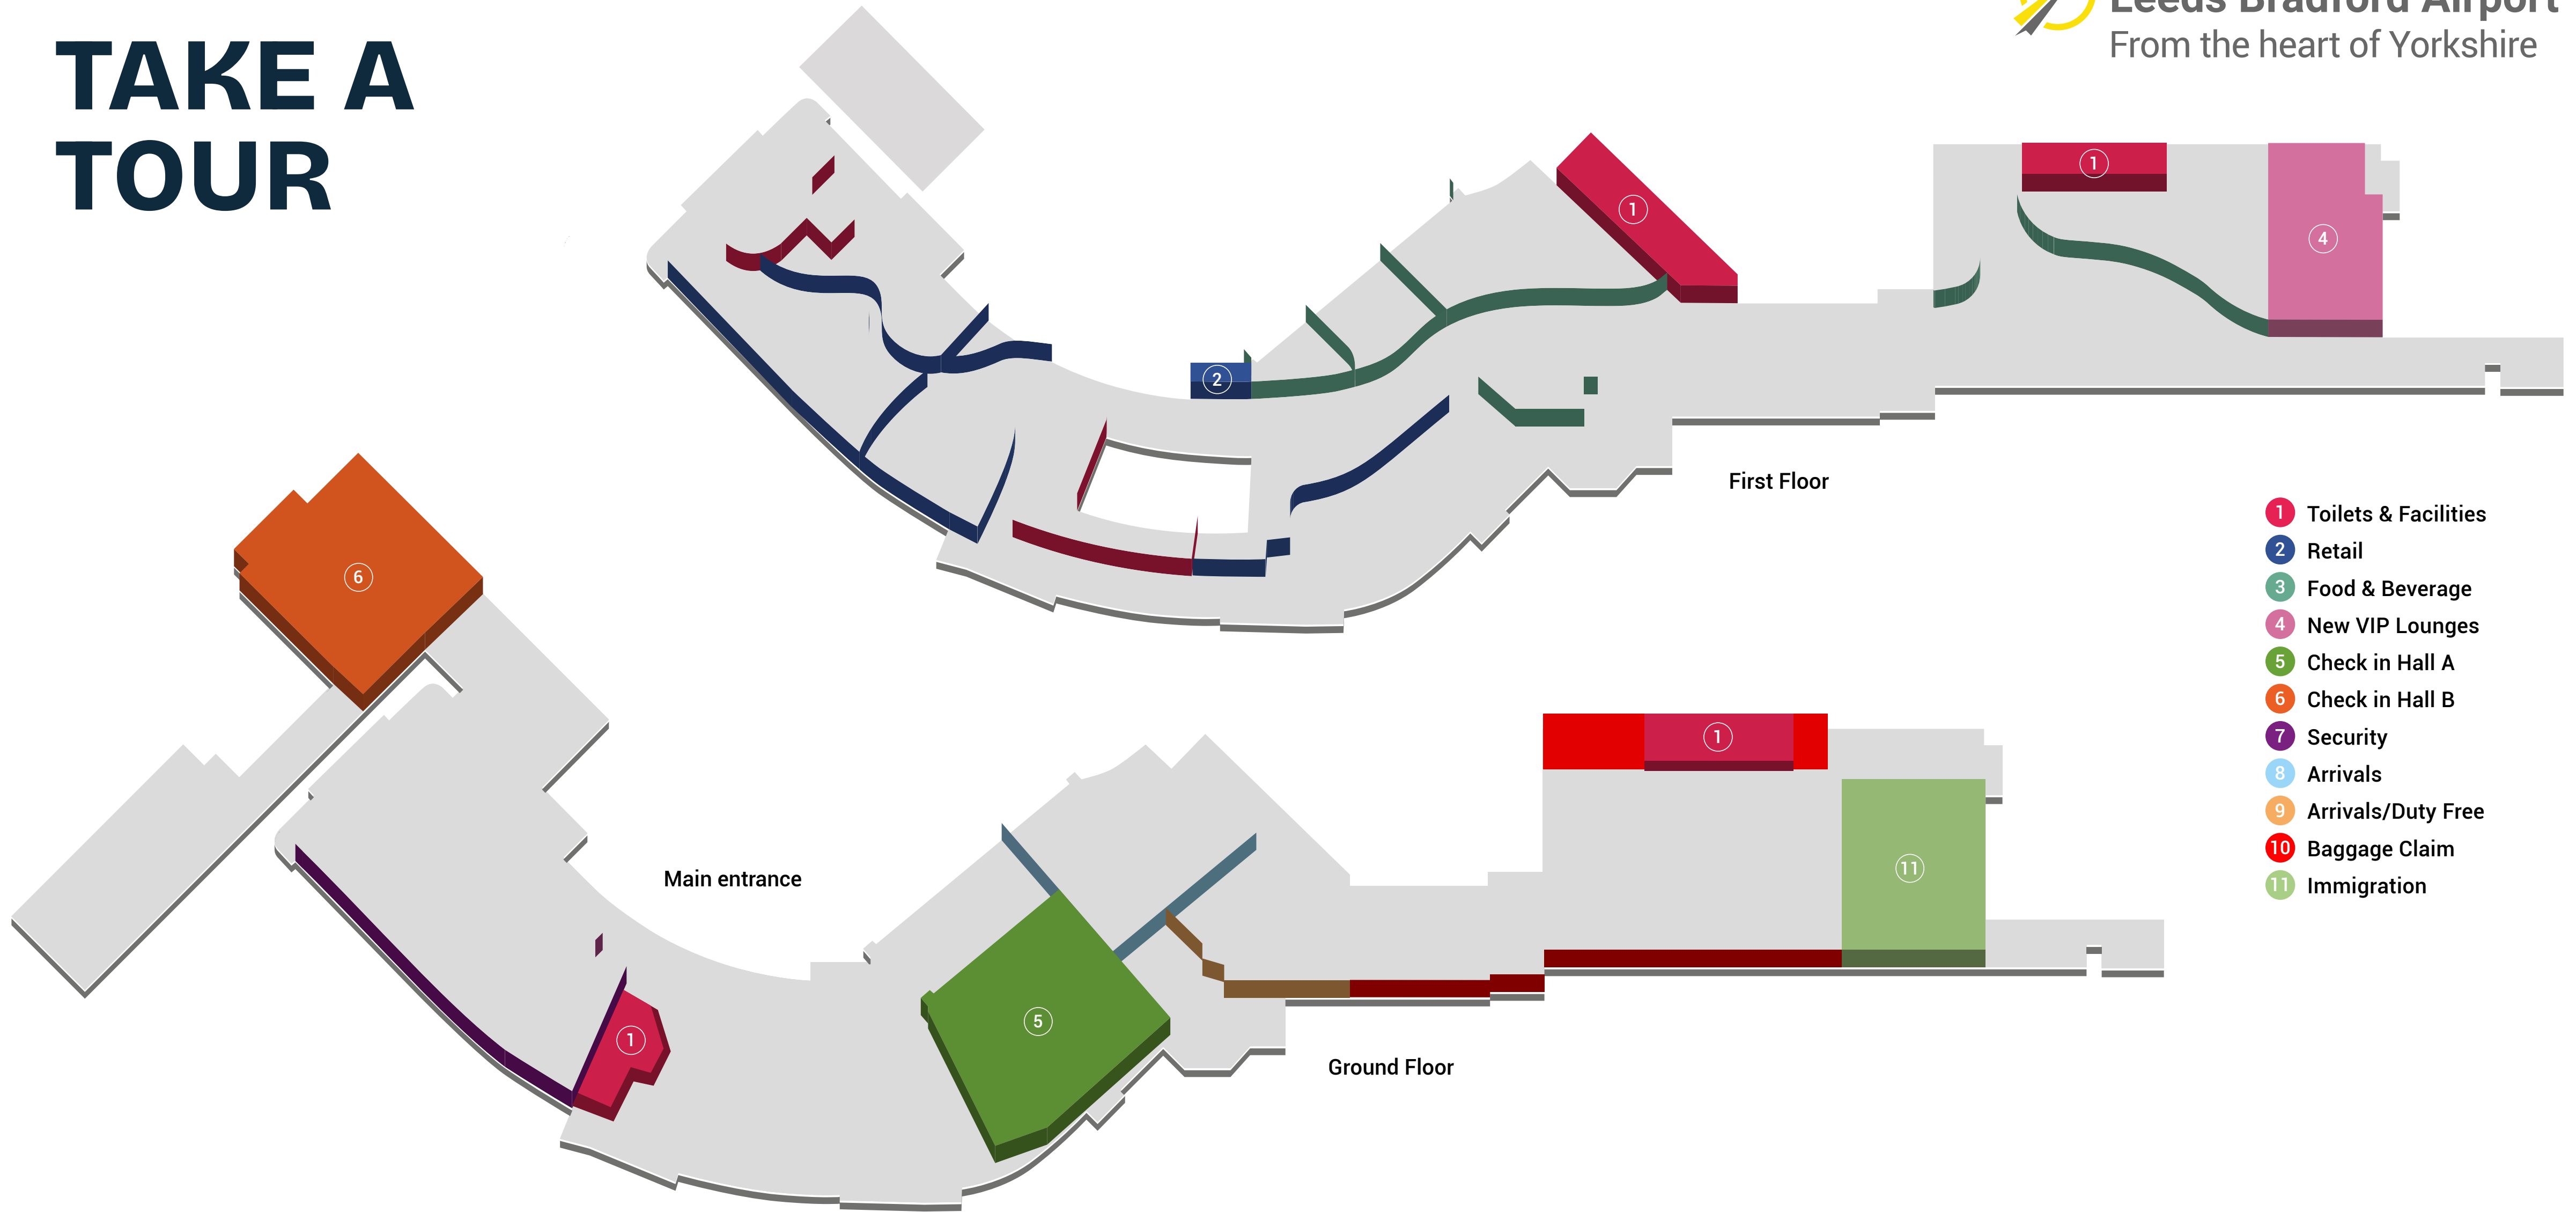 TAKE A
TOUR
Leeds Bradford Airport
From the heart of Yorkshire
1
1
4
2
First Floor
6
1 Toilets & Facilities
2 Retail
3 Food & Beverage
4 New VIP Lounges
5 Check in Hall A
6 Check in Hall B
7 Security
8 Arrivals
9 Arrivals/Duty Free
10 Baggage Claim
11 Immigration
1
Main entrance
11
5
1
Ground Floor